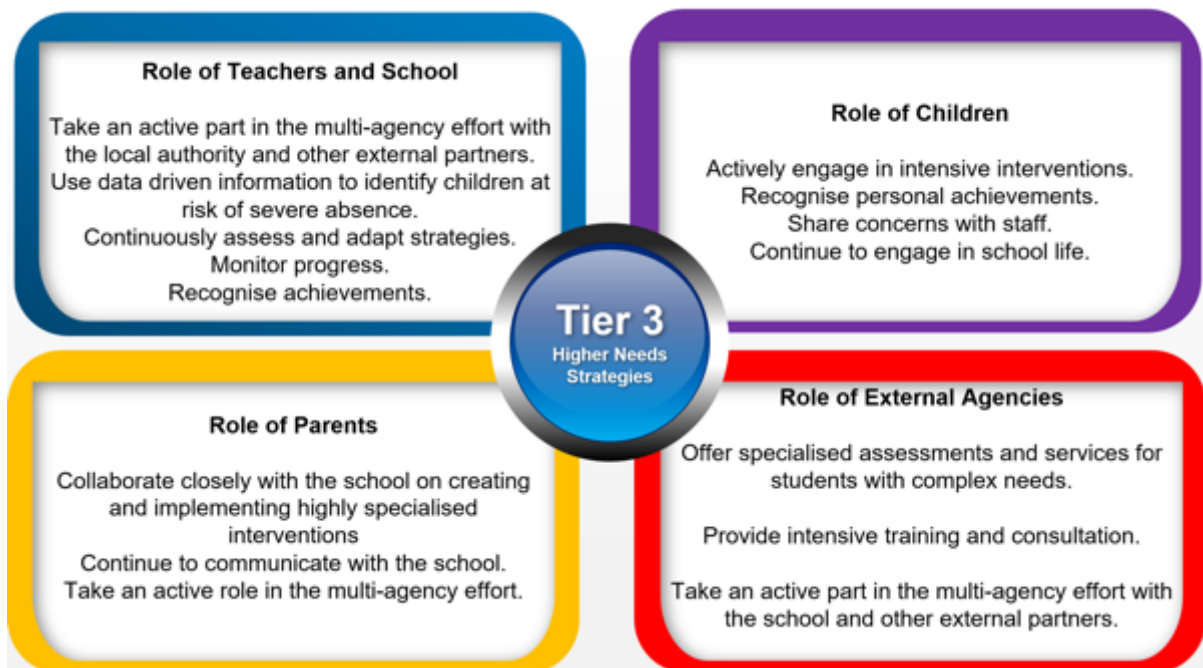 Role of Teachers and School
Take an active part in the multi-agency effort with
the local authority and other external partners.
Use data driven information to identify children at
risk of severe absence.
Continuously assess and adapt strategies.
Monitor progress.
Recognise achievements.
Role of Children
Actively engage in intensive interventions.
Recognise personal achievements.
Share concerns with staff.
Continue to engage in school life.
Tier 3
Higher Needs
Strategies
Role of Parents
Collaborate closely with the school on creating
and implementing highly specialised
interventions
Continue to communicate with the school.
Take an active role in the multi-agency effort.
Role of External Agencies
Offer specialised assessments and services for
students with complex needs.
Provide intensive training and consultation.
Take an active part in the multi-agency effort with
the school and other external partners.